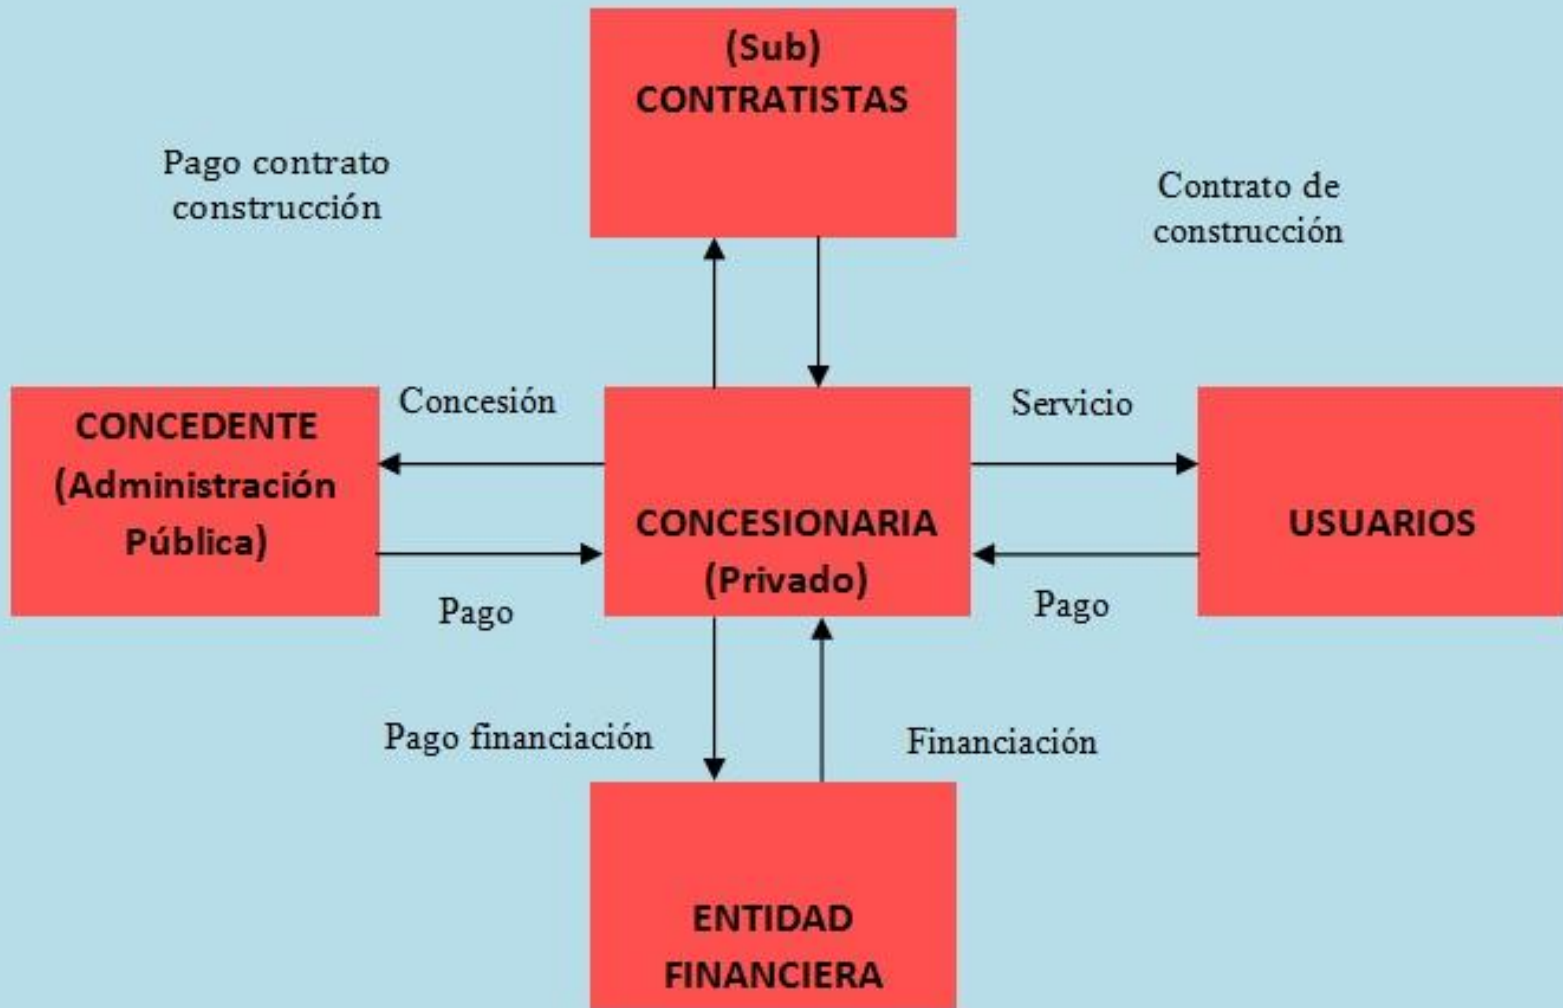 (Sub)
CONTRATISTAS
Pago contrato
construcción
Contrato de
construcción
Concesión
Servicio
CONCEDENTE
(Administración
Pública)
CONCESIONARIA
(Privado)
USUARIOS
Pago
Pago
Pago financiación
Financiación
ENTIDAD
FINANCIERA